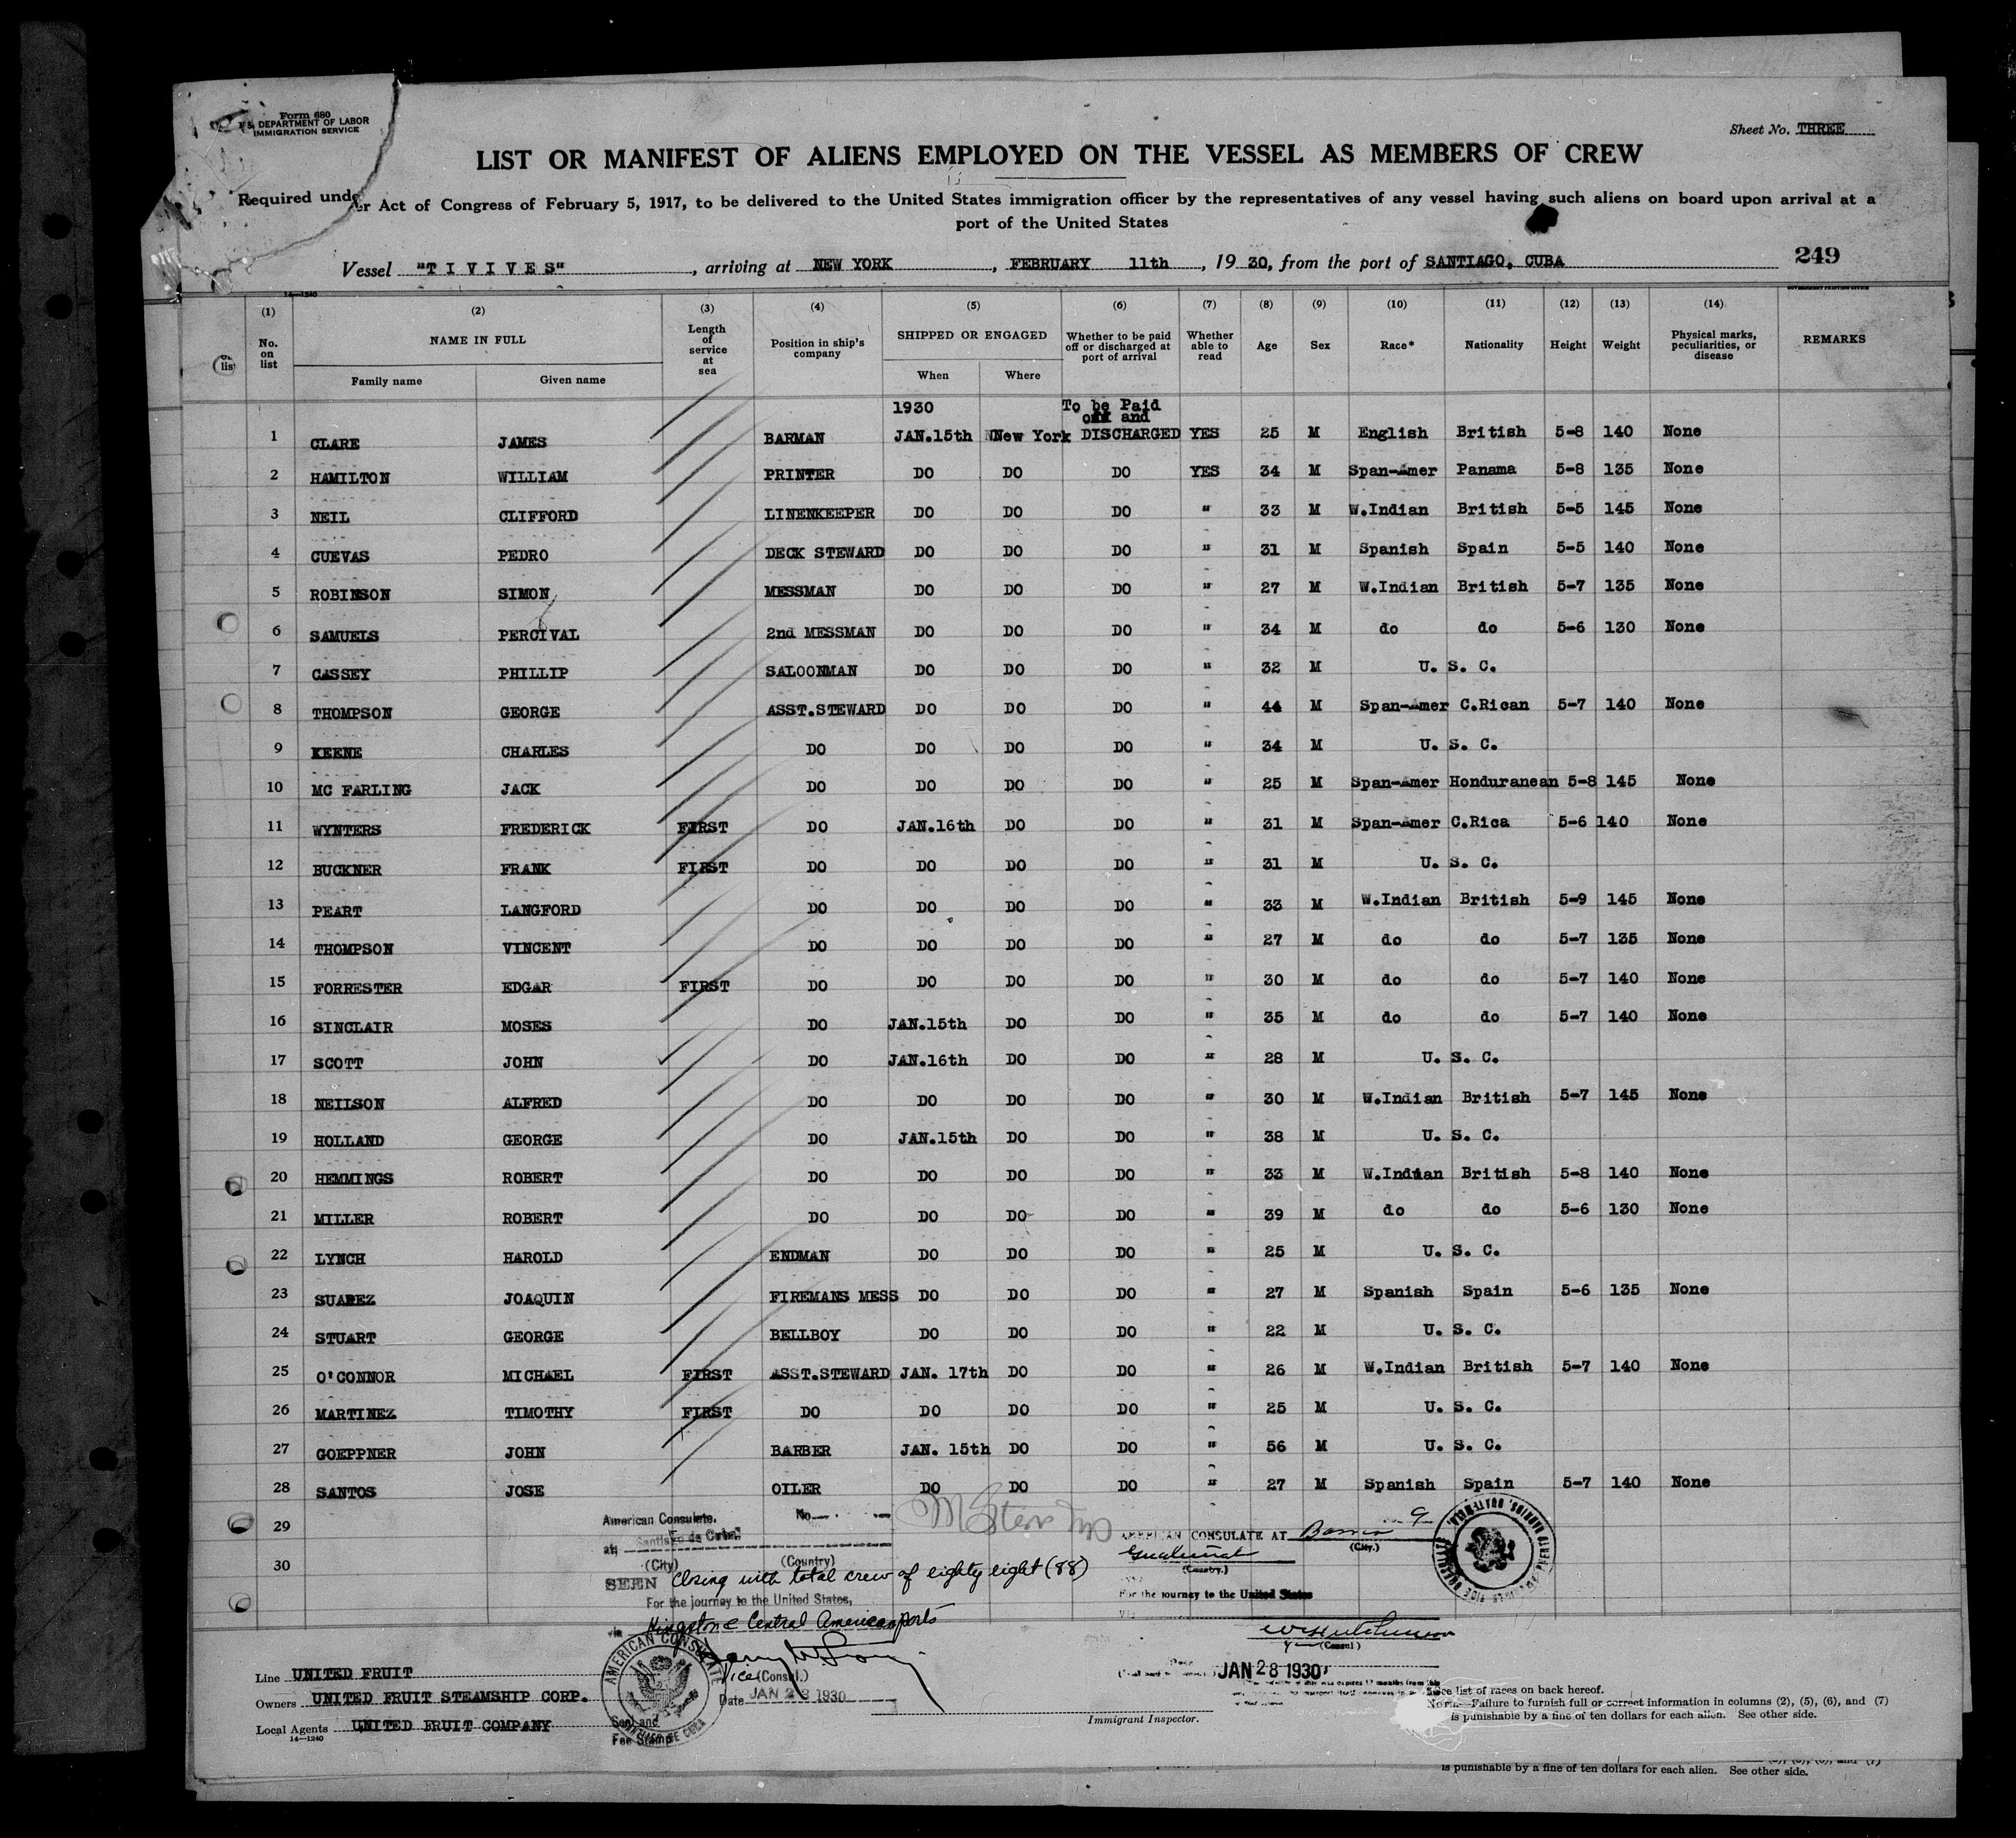 Form 680
U.S. DEPARTMENT OF LABOR
IMMIGRATION SERVICE
Sheet No. THREE
LIST OR MANIFEST OF ALIENS EMPLOYED ON THE VESSEL AS MEMBERS OF CREW
Required under Act of Congress of February 5, 1917, to be delivered to the United States immigration officer by the representatives of any vessel having such aliens on board upon arrival at a
port of the United States
249
Vessel "TIVIVES", arriving at NEW YORK, FEBRUARY 11th, 1930, from the port of SANTIAGO, CUBA
14—1240
(1) (2) (3) (4) (5) (6) (7) (8) (9) (10) (11) (12) (13) (14)
No. on list NAME IN FULL Length of service at sea Position in ship's company SHIPPED OR ENGAGED Whether to be paid off or discharged at port of arrival Whether able to read Age Sex Race* Nationality Height Weight Physical marks, peculiarities, or disease REMARKS
Family name Given name When Where
1930 To be Paid
off and
1 CLARE JAMES BARMAN JAN.15th New York DISCHARGED YES 25 M English British 5-8 140 None
2 HAMILTON WILLIAM PRINTER DO DO DO YES 34 M Span-Amer Panama 5-8 135 None
3 NEIL CLIFFORD LINENKEEPER DO DO DO " 33 M W.Indian British 5-5 145 None
4 CUEVAS PEDRO DECK STEWARD DO DO DO " 31 M Spanish Spain 5-5 140 None
5 ROBINSON SIMON MESSMAN DO DO DO " 27 M W.Indian British 5-7 135 None
6 SAMUELS PERCIVAL 2nd MESSMAN DO DO DO " 34 M do do 5-6 130 None
7 CASSEY PHILLIP SALOONMAN DO DO DO " 32 M U. S. C.
8 THOMPSON GEORGE ASST.STEWARD DO DO DO " 44 M Span-Amer C.Rican 5-7 140 None
9 KEENE CHARLES DO DO DO DO " 34 M U. S. C.
10 MC FARLING JACK DO DO DO DO " 25 M Span-Amer Honduranean 5-8 145 None
11 WYNTERS FREDERICK FIRST DO JAN.16th DO DO " 31 M Span-Amer C.Rica 5-6 140 None
12 BUCKNER FRANK FIRST DO DO DO DO " 31 M U. S. C.
13 PEART LANGFORD DO DO DO DO " 33 M W.Indian British 5-9 145 None
14 THOMPSON VINCENT DO DO DO DO " 27 M do do 5-7 135 None
15 FORRESTER EDGAR FIRST DO DO DO DO " 30 M do do 5-7 140 None
16 SINCLAIR MOSES DO JAN.15th DO DO " 35 M do do 5-7 140 None
17 SCOTT JOHN DO JAN.16th DO DO " 28 M U. S. C.
18 NEILSON ALFRED DO DO DO DO " 30 M W.Indian British 5-7 145 None
19 HOLLAND GEORGE DO JAN.15th DO DO " 38 M U. S. C.
20 HEMMINGS ROBERT DO DO DO DO " 33 M W.Indian British 5-8 140 None
21 MILLER ROBERT DO DO DO DO " 39 M do do 5-6 130 None
22 LYNCH HAROLD ENDMAN DO DO DO " 25 M U. S. C.
23 SUAREZ JOAQUIN FIREMANS MESS DO DO DO " 27 M Spanish Spain 5-6 135 None
24 STUART GEORGE BELLBOY DO DO DO " 22 M U. S. C.
25 O'CONNOR MICHAEL FIRST ASST.STEWARD JAN. 17th DO DO " 26 M W.Indian British 5-7 140 None
26 MARTINEZ TIMOTHY FIRST DO DO DO DO " 25 M U. S. C.
27 GOEPPNER JOHN BARBER JAN. 15th DO DO " 56 M U. S. C.
28 SANTOS JOSE OILER DO DO DO " 27 M Spanish Spain 5-7 140 None
29
30
American Consulate. No.
at Santiago de Cuba
(City) (Country)
SEEN Closing with total crew of eighty eight (88)
For the journey to the United States,
via Kingston & Central American ports
Vice (Consul.)
Date JAN 28 1930
AMERICAN CONSULATE
SANTIAGO DE CUBA
Seal and
Fee Stamp
AMERICAN CONSULATE AT Barrios
(City.)
Guatemala
(Country.)
For the journey to the United States
(Consul)
JAN 28 1930
PUERTO BARRIOS, GUATEMALA
Line UNITED FRUIT
Owners UNITED FRUIT STEAMSHIP CORP.
Local Agents UNITED FRUIT COMPANY
14—1240
Immigrant Inspector.
See list of races on back hereof.
NOTE.—Failure to furnish full or correct information in columns (2), (5), (6), and (7)
is punishable by a fine of ten dollars for each alien. See other side.
is punishable by a fine of ten dollars for each alien. See other side.